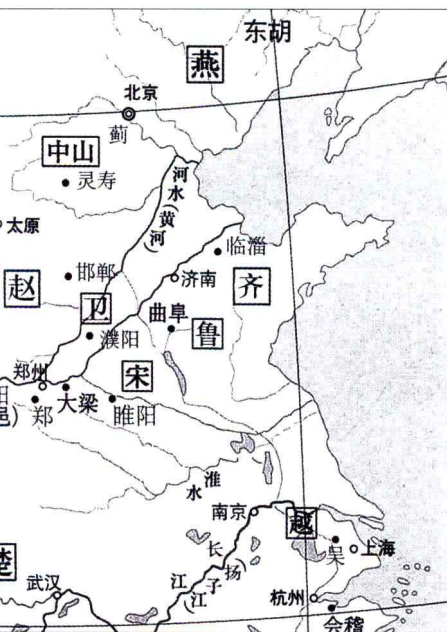 东胡
燕
北京
蓟
中山
灵寿
河水(黄河)
太原
临淄
邯郸
济南
齐
赵
卫
曲阜
鲁
濮阳
郑州
宋
阳
邑)
郑
大梁
睢阳
淮水
南京
越
吴
上海
长江
(扬子江)
楚
武汉
杭州
会稽